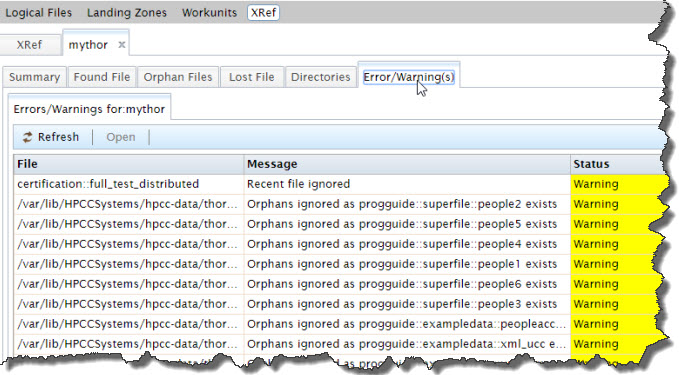 Logical Files Landing Zones Workunits XRef
XRef mythor
Summary Found File Orphan Files Lost File Directories Error/Warning(s)
Errors/Warnings for:mythor
Refresh Open
File Message Status
certification::full_test_distributed Recent file ignored Warning
/var/lib/HPCCSystems/hpcc-data/thor... Orphans ignored as progguide::superfile::people2 exists Warning
/var/lib/HPCCSystems/hpcc-data/thor... Orphans ignored as progguide::superfile::people5 exists Warning
/var/lib/HPCCSystems/hpcc-data/thor... Orphans ignored as progguide::superfile::people4 exists Warning
/var/lib/HPCCSystems/hpcc-data/thor... Orphans ignored as progguide::superfile::people1 exists Warning
/var/lib/HPCCSystems/hpcc-data/thor... Orphans ignored as progguide::superfile::people6 exists Warning
/var/lib/HPCCSystems/hpcc-data/thor... Orphans ignored as progguide::superfile::people3 exists Warning
/var/lib/HPCCSystems/hpcc-data/thor... Orphans ignored as progguide::exampledata::peopleacc... Warning
/var/lib/HPCCSystems/hpcc-data/thor... Orphans ignored as progguide::exampledata::xml_ucc e... Warning